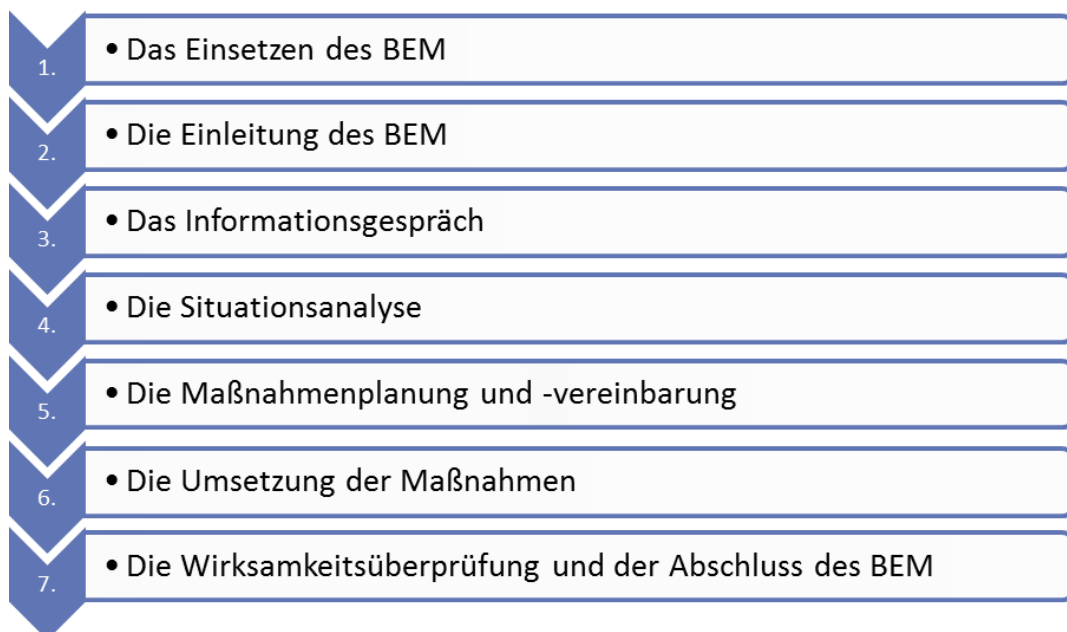 1. • Das Einsetzen des BEM
2. • Die Einleitung des BEM
3. • Das Informationsgespräch
4. • Die Situationsanalyse
5. • Die Maßnahmenplanung und -vereinbarung
6. • Die Umsetzung der Maßnahmen
7. • Die Wirksamkeitsüberprüfung und der Abschluss des BEM